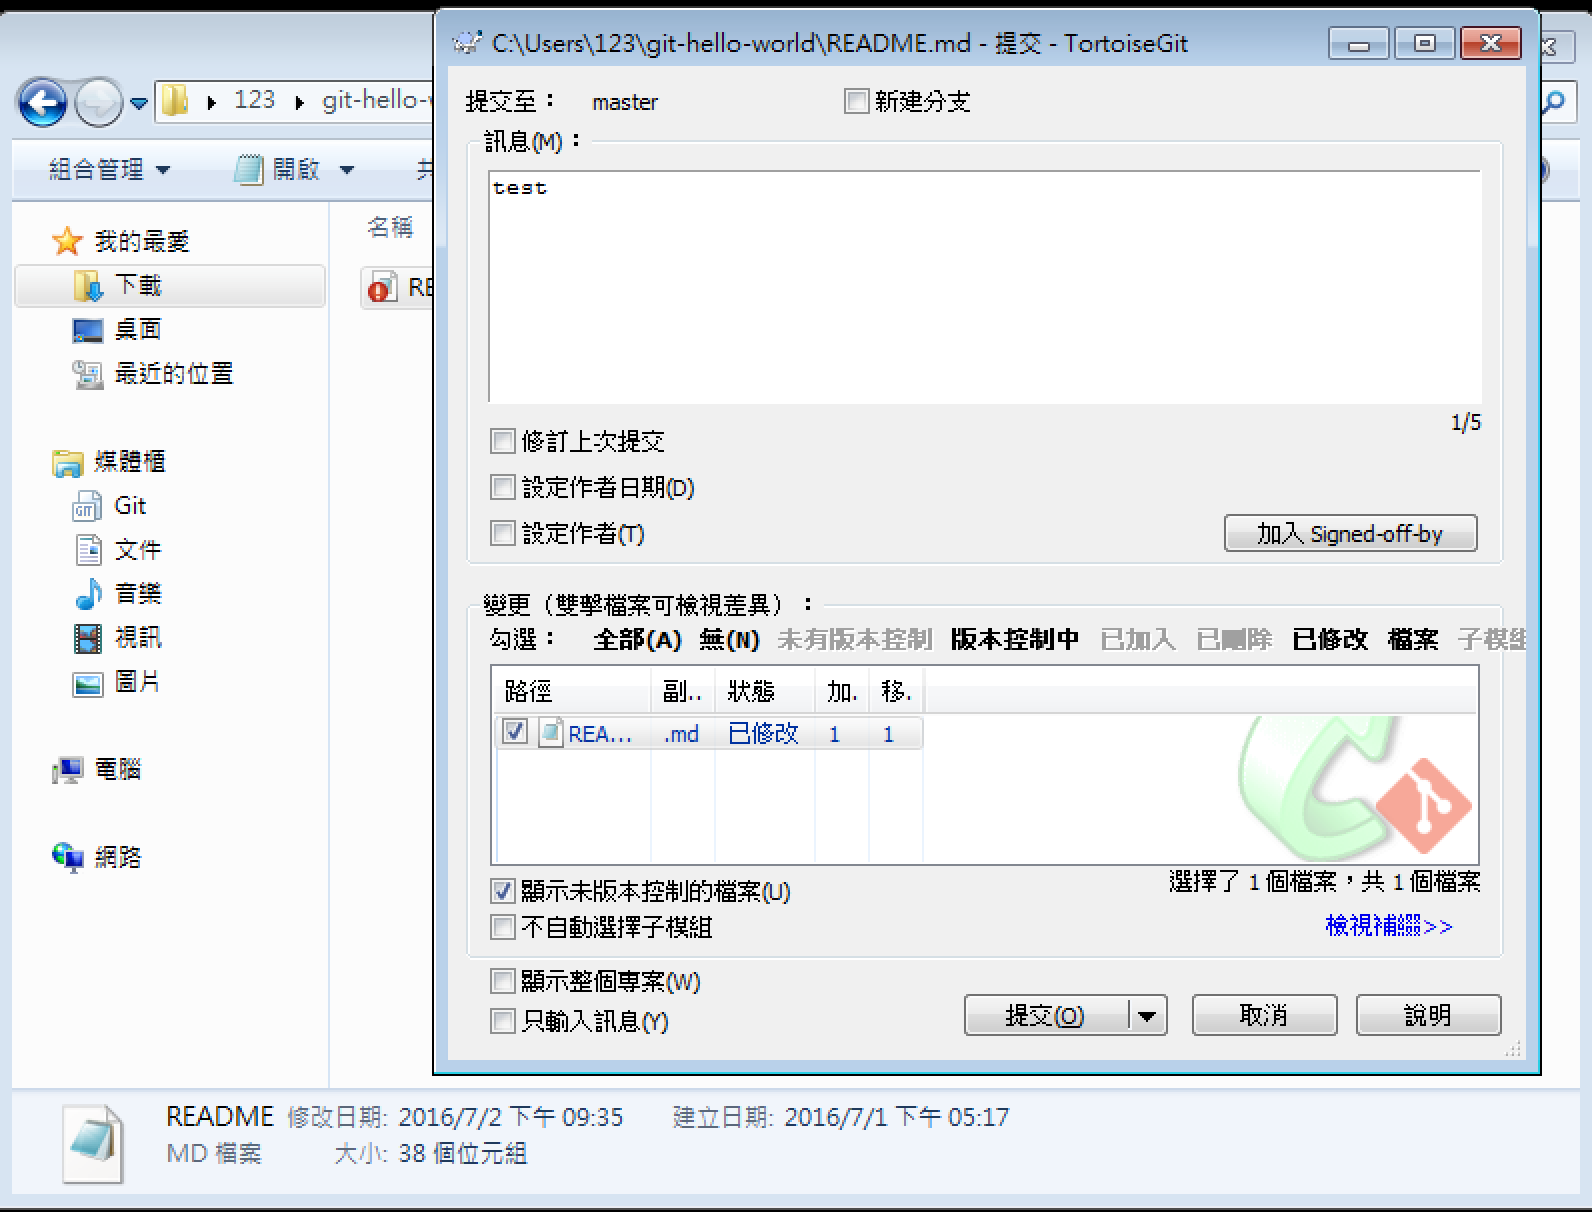 C:\Users\123\git-hello-world\README.md - 提交 - TortoiseGit
123 git-hello-
組合管理 開啟
我的最愛
下載
桌面
最近的位置
媒體櫃
Git
文件
音樂
視訊
圖片
電腦
網路
名稱
RE
提交至： master 新建分支
訊息(M)：
test
1/5
修訂上次提交
設定作者日期(D)
設定作者(T)
加入 Signed-off-by
變更（雙擊檔案可檢視差異）：
勾選： 全部(A) 無(N) 未有版本控制 版本控制中 已加入 已刪除 已修改 檔案 子模組
路徑 副.. 狀態 加. 移.
REA... .md 已修改 1 1
顯示未版本控制的檔案(U)
選擇了 1 個檔案，共 1 個檔案
不自動選擇子模組
檢視補綴>>
顯示整個專案(W)
只輸入訊息(Y)
提交(O) 取消 說明
README 修改日期: 2016/7/2 下午 09:35 建立日期: 2016/7/1 下午 05:17
MD 檔案 大小: 38 個位元組